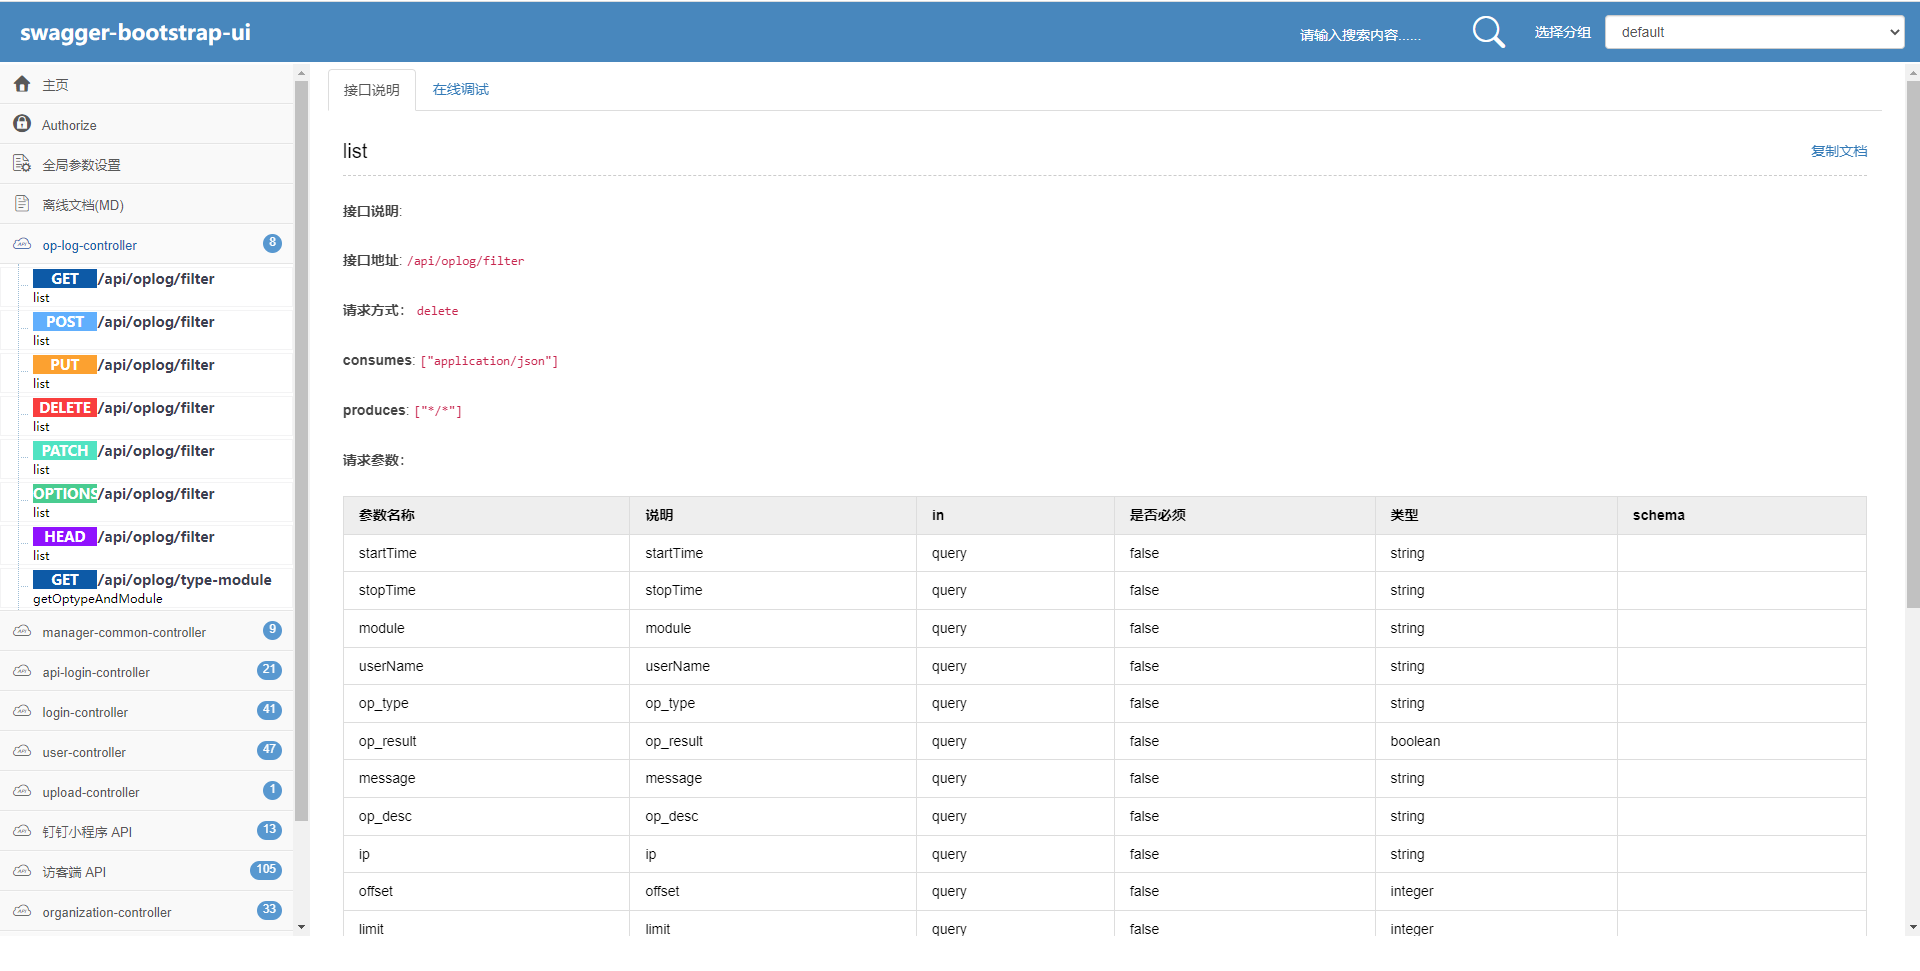 swagger-bootstrap-ui
请输入搜索内容......
选择分组
default
主页
Authorize
全局参数设置
离线文档(MD)
op-log-controller 8
GET /api/oplog/filter
list
POST /api/oplog/filter
list
PUT /api/oplog/filter
list
DELETE /api/oplog/filter
list
PATCH /api/oplog/filter
list
OPTIONS /api/oplog/filter
list
HEAD /api/oplog/filter
list
GET /api/oplog/type-module
getOptypeAndModule
manager-common-controller 9
api-login-controller 21
login-controller 41
user-controller 47
upload-controller 1
钉钉小程序 API 13
访客端 API 105
organization-controller 33
接口说明 在线调试
list 复制文档
接口说明:
接口地址: /api/oplog/filter
请求方式： delete
consumes: ["application/json"]
produces: ["*/*"]
请求参数：
参数名称 说明 in 是否必须 类型 schema
startTime startTime query false string
stopTime stopTime query false string
module module query false string
userName userName query false string
op_type op_type query false string
op_result op_result query false boolean
message message query false string
op_desc op_desc query false string
ip ip query false string
offset offset query false integer
limit limit query false integer